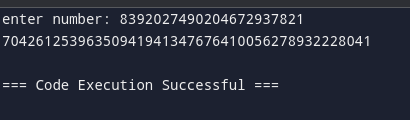 enter number: 8392027490204672937821
70426125396350941941347676410056278932228041
=== Code Execution Successful ===